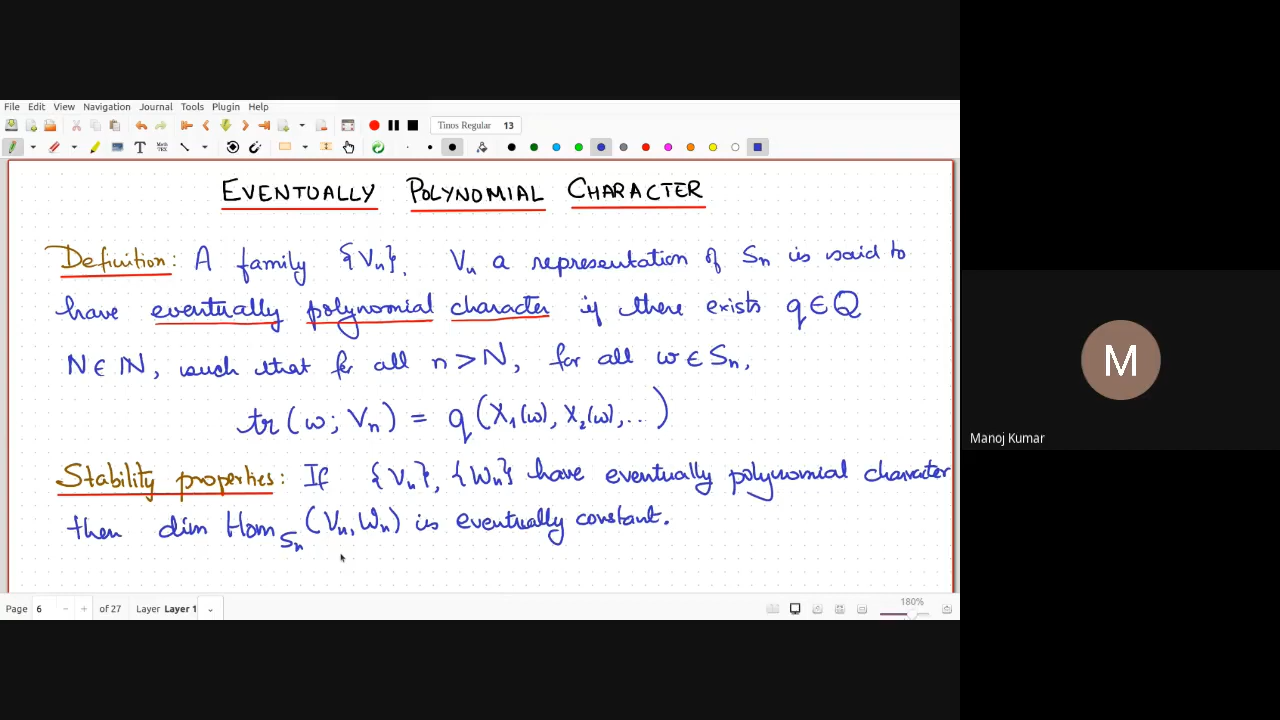 File Edit View Navigation Journal Tools Plugin Help
Tinos Regular 13
EVENTUALLY POLYNOMIAL CHARACTER
Definition: A family {Vn}, Vn a representation of Sn is said to
have eventually polynomial character if there exists q ∈ Q
N ∈ ℕ, such that for all n > N, for all w ∈ Sn,
tr(w; Vn) = q(X₁(w), X₂(w), ...)
Stability properties: If {Vn}, {Wn} have eventually polynomial character
then dim Hom_Sn (Vn, Wn) is eventually constant.
Page 6 of 27 Layer Layer 1 180%
M
Manoj Kumar